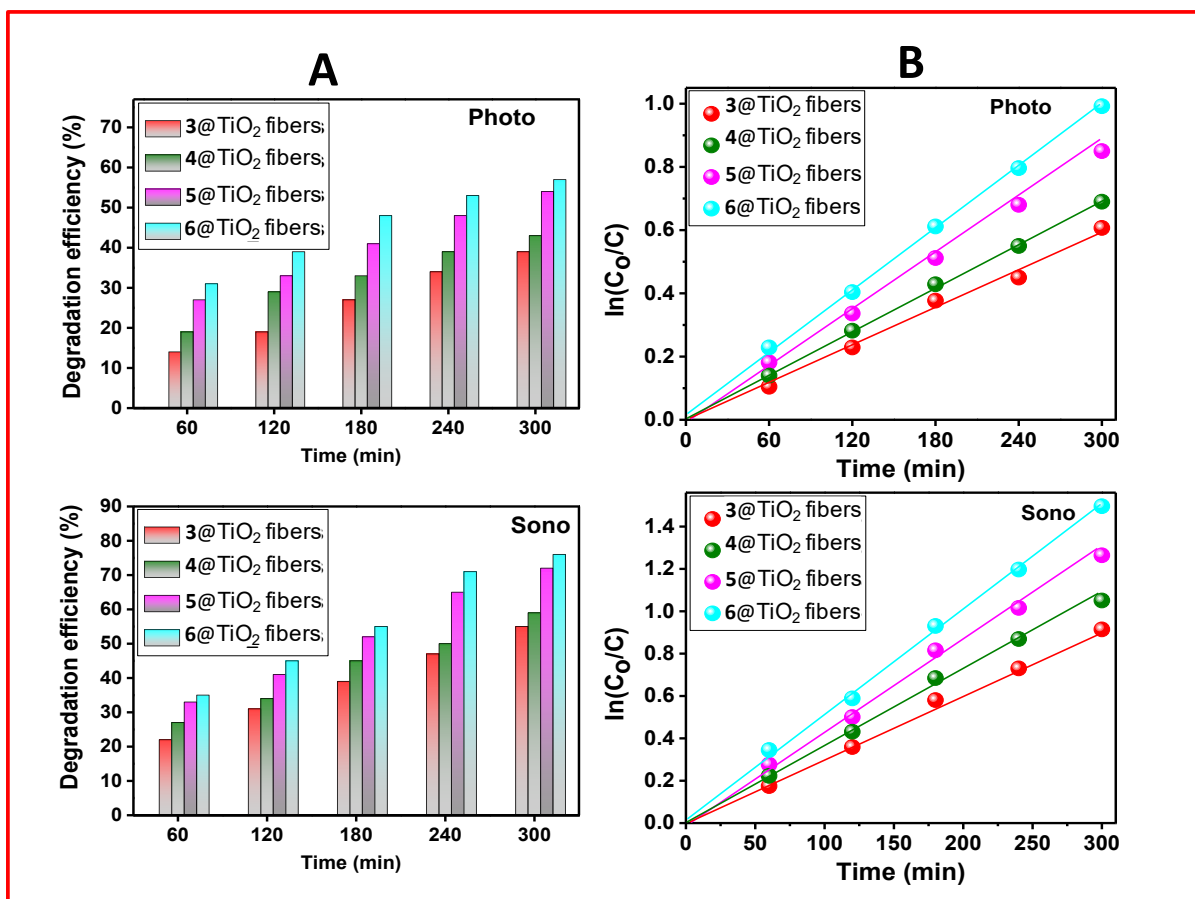 A
B
Photo
3@TiO2 fibers
4@TiO2 fibers
5@TiO2 fibers
6@TiO2 fibers
Degradation efficiency (%)
70
60
50
40
30
20
10
0
60 120 180 240 300
Time (min)
Photo
3@TiO2 fibers
4@TiO2 fibers
5@TiO2 fibers
6@TiO2 fibers
ln(CO/C)
1.0
0.8
0.6
0.4
0.2
0.0
0 60 120 180 240 300
Time (min)
Sono
3@TiO2 fibers
4@TiO2 fibers
5@TiO2 fibers
6@TiO2 fibers
Degradation efficiency (%)
90
80
70
60
50
40
30
20
10
0
60 120 180 240 300
Time (min)
Sono
3@TiO2 fibers
4@TiO2 fibers
5@TiO2 fibers
6@TiO2 fibers
ln(CO/C)
1.4
1.2
1.0
0.8
0.6
0.4
0.2
0.0
0 50 100 150 200 250 300
Time (min)